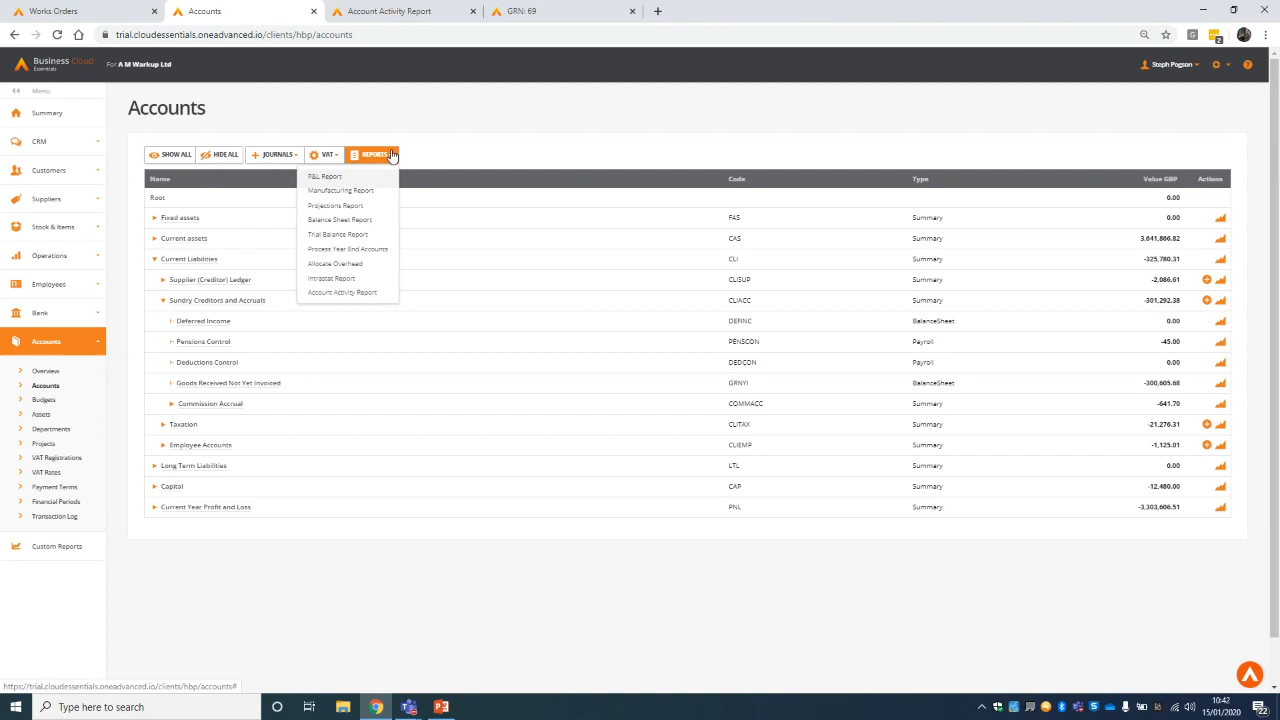 Works Orders
Accounts
Account Activity Report
GRN: 69
trial.cloudessentials.oneadvanced.io/clients/hbp/accounts
Business Cloud
Essentials
For A M Warkup Ltd
Steph Pogson
Menu
Summary
CRM
Customers
Suppliers
Stock & Items
Operations
Employees
Bank
Accounts
Overview
Accounts
Budgets
Assets
Departments
Projects
VAT Registrations
VAT Rates
Payment Terms
Financial Periods
Transaction Log
Custom Reports
Accounts
SHOW ALL HIDE ALL JOURNALS VAT REPORTS
P&L Report
Manufacturing Report
Projections Report
Balance Sheet Report
Trial Balance Report
Process Year End Accounts
Allocate Overhead
Intrastat Report
Account Activity Report
Name Code Type Value GBP Actions
Root 0.00
Fixed assets FAS Summary 0.00
Current assets CAS Summary 3,641,866.82
Current Liabilities CLI Summary -325,780.31
Supplier (Creditor) Ledger CLISUP Summary -2,086.61
Sundry Creditors and Accruals CLIACC Summary -301,292.38
Deferred Income DEFINC BalanceSheet 0.00
Pensions Control PENSCON Payroll -45.00
Deductions Control DEDCON Payroll 0.00
Goods Received Not Yet Invoiced GRNYI BalanceSheet -300,605.68
Commission Accrual COMMACC Summary -641.70
Taxation CLITAX Summary -21,276.31
Employee Accounts CLIEMP Summary -1,125.01
Long Term Liabilities LTL Summary 0.00
Capital CAP Summary -12,480.00
Current Year Profit and Loss PNL Summary -3,303,606.51
https://trial.cloudessentials.oneadvanced.io/clients/hbp/accounts#
Type here to search
10:42
15/01/2020
22